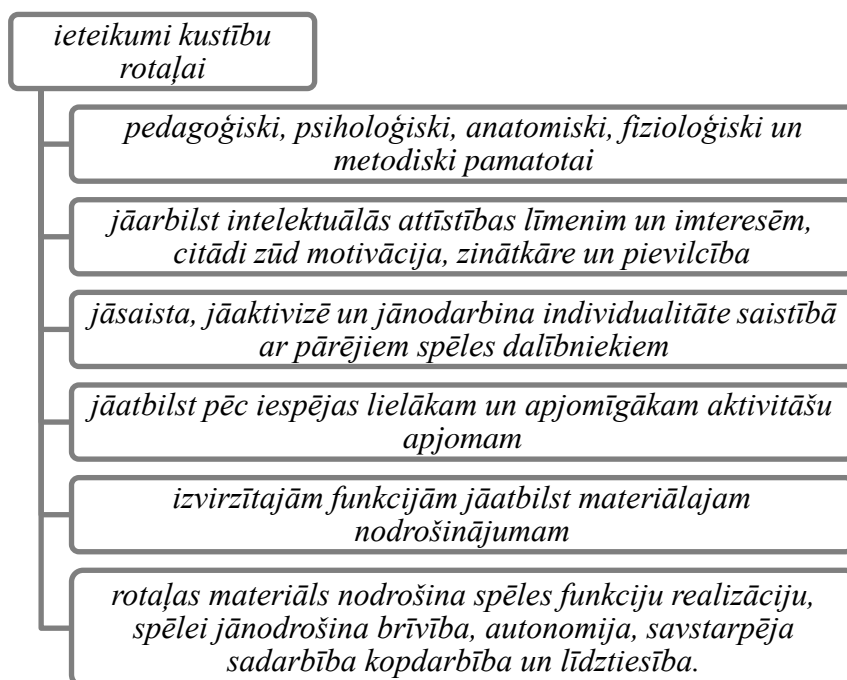 ieteikumi kustību
rotaļai
pedagoģiski, psiholoģiski, anatomiski, fizioloģiski un
metodiski pamatotai
jāarbilst intelektuālās attīstības līmenim un imteresēm,
citādi zūd motivācija, zinātkāre un pievilcība
jāsaista, jāaktivizē un jānodarbina individualitāte saistībā
ar pārējiem spēles dalībniekiem
jāatbilst pēc iespējas lielākam un apjomīgākam aktivitāšu
apjomam
izvirzītajām funkcijām jāatbilst materiālajam
nodrošinājumam
rotaļas materiāls nodrošina spēles funkciju realizāciju,
spēlei jānodrošina brīvība, autonomija, savstarpēja
sadarbība kopdarbība un līdztiesība.